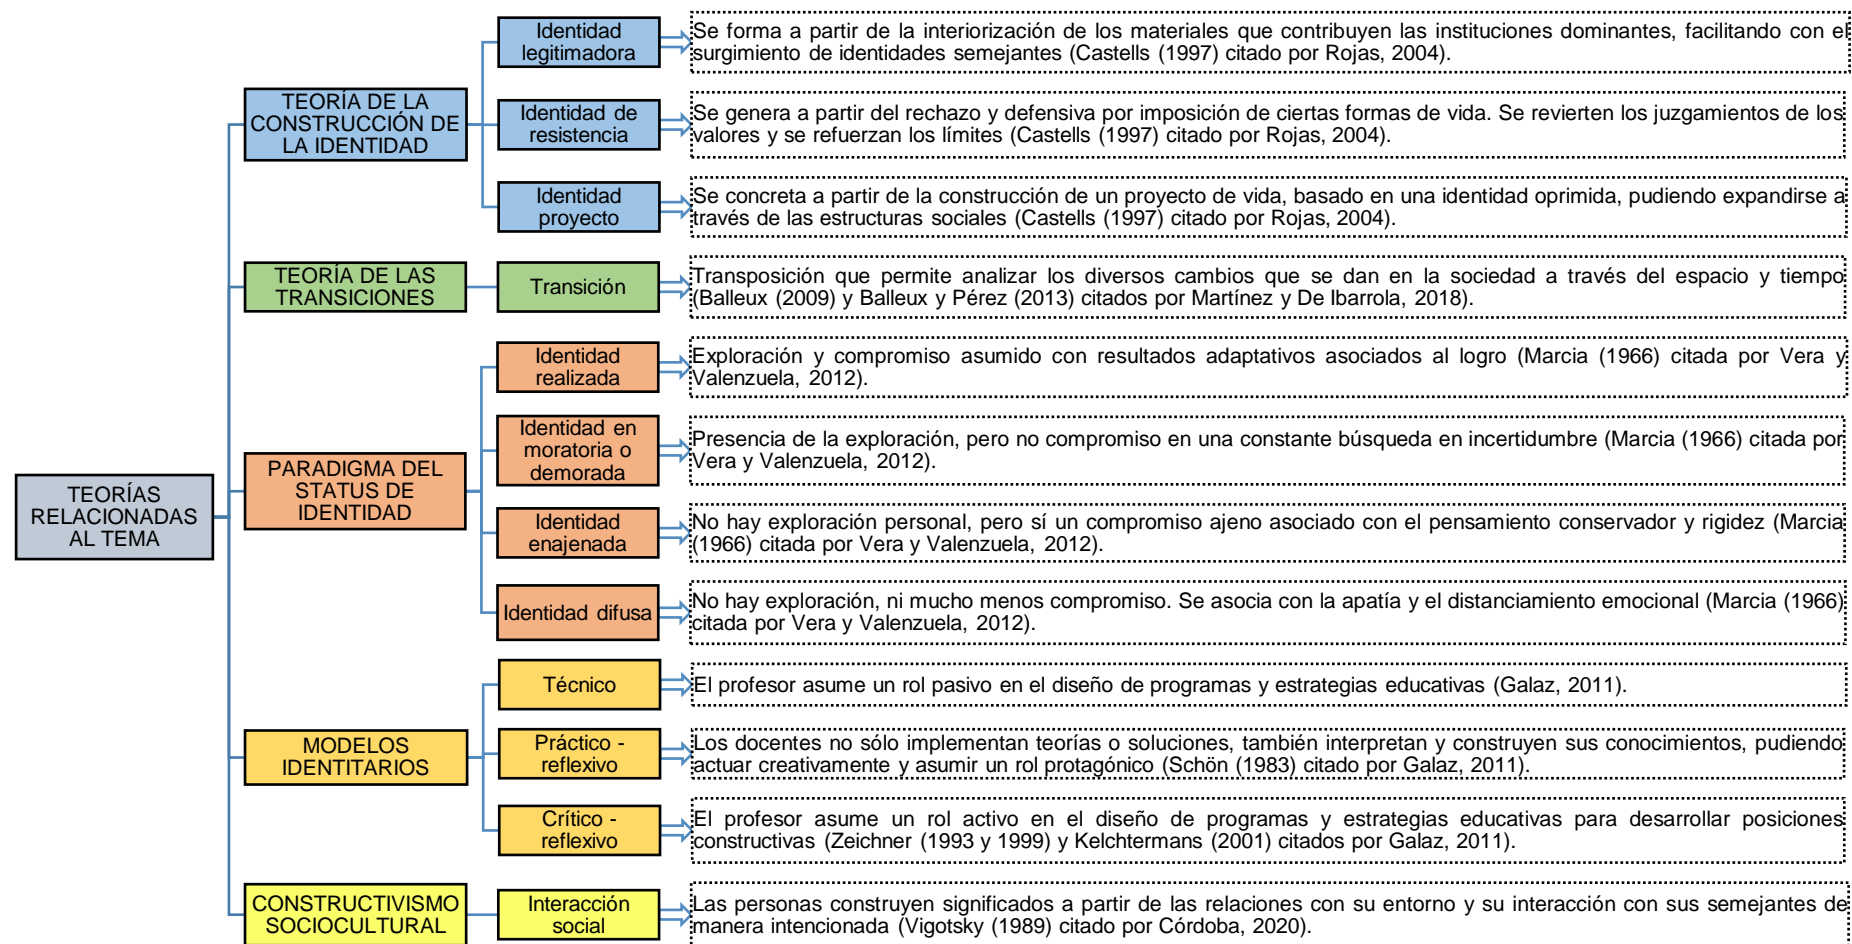 TEORÍAS
RELACIONADAS
AL TEMA
TEORÍA DE LA
CONSTRUCCIÓN DE
LA IDENTIDAD
Identidad
legitimadora
Se forma a partir de la interiorización de los materiales que contribuyen las instituciones dominantes, facilitando con el
surgimiento de identidades semejantes (Castells (1997) citado por Rojas, 2004).
Identidad de
resistencia
Se genera a partir del rechazo y defensiva por imposición de ciertas formas de vida. Se revierten los juzgamientos de los
valores y se refuerzan los límites (Castells (1997) citado por Rojas, 2004).
Identidad
proyecto
Se concreta a partir de la construcción de un proyecto de vida, basado en una identidad oprimida, pudiendo expandirse a
través de las estructuras sociales (Castells (1997) citado por Rojas, 2004).
TEORÍA DE LAS
TRANSICIONES
Transición
Transposición que permite analizar los diversos cambios que se dan en la sociedad a través del espacio y tiempo
(Balleux (2009) y Balleux y Pérez (2013) citados por Martínez y De Ibarrola, 2018).
PARADIGMA DEL
STATUS DE
IDENTIDAD
Identidad
realizada
Exploración y compromiso asumido con resultados adaptativos asociados al logro (Marcia (1966) citada por Vera y
Valenzuela, 2012).
Identidad en
moratoria o
demorada
Presencia de la exploración, pero no compromiso en una constante búsqueda en incertidumbre (Marcia (1966) citada por
Vera y Valenzuela, 2012).
Identidad
enajenada
No hay exploración personal, pero sí un compromiso ajeno asociado con el pensamiento conservador y rigidez (Marcia
(1966) citada por Vera y Valenzuela, 2012).
Identidad difusa
No hay exploración, ni mucho menos compromiso. Se asocia con la apatía y el distanciamiento emocional (Marcia (1966)
citada por Vera y Valenzuela, 2012).
MODELOS
IDENTITARIOS
Técnico
El profesor asume un rol pasivo en el diseño de programas y estrategias educativas (Galaz, 2011).
Práctico -
reflexivo
Los docentes no sólo implementan teorías o soluciones, también interpretan y construyen sus conocimientos, pudiendo
actuar creativamente y asumir un rol protagónico (Schön (1983) citado por Galaz, 2011).
Crítico -
reflexivo
El profesor asume un rol activo en el diseño de programas y estrategias educativas para desarrollar posiciones
constructivas (Zeichner (1993 y 1999) y Kelchtermans (2001) citados por Galaz, 2011).
CONSTRUCTIVISMO
SOCIOCULTURAL
Interacción
social
Las personas construyen significados a partir de las relaciones con su entorno y su interacción con sus semejantes de
manera intencionada (Vigotsky (1989) citado por Córdoba, 2020).